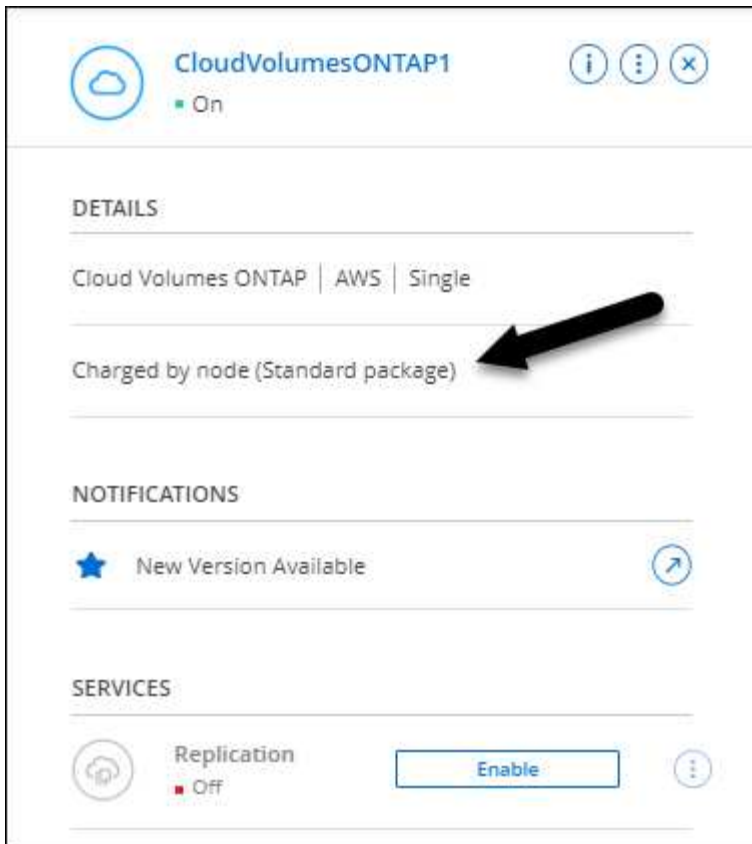 CloudVolumesONTAP1
On
DETAILS
Cloud Volumes ONTAP | AWS | Single
Charged by node (Standard package)
NOTIFICATIONS
New Version Available
SERVICES
Replication
Enable
Off